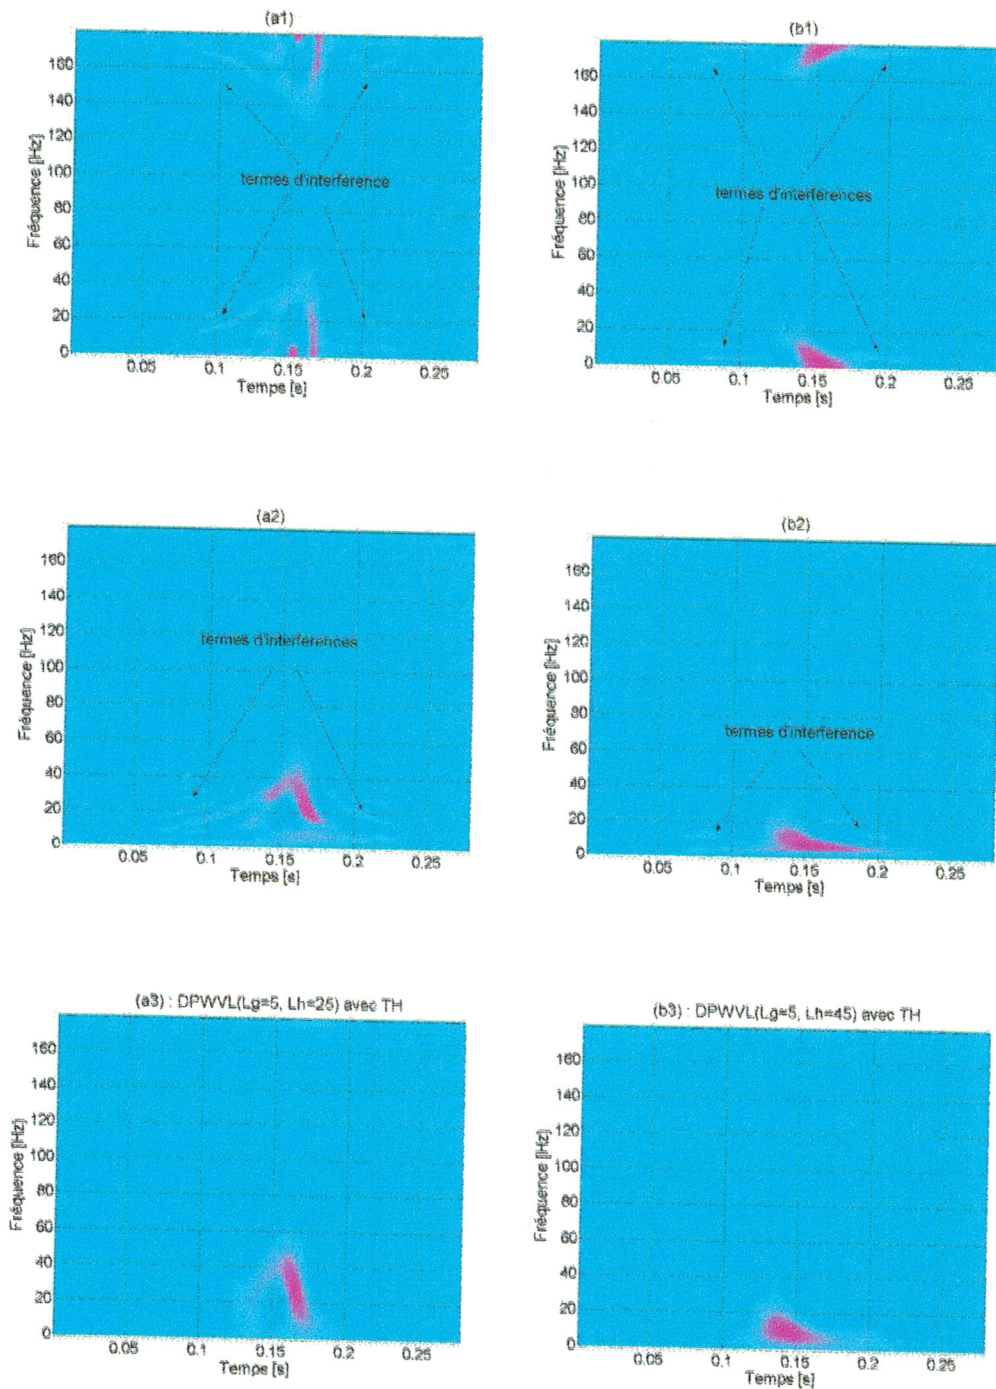 (a1)
Fréquence [Hz]
160
140
120
100
80
60
40
20
0
termes d'interférence
0.05 0.1 0.15 0.2 0.25
Temps [s]
(b1)
Fréquence [Hz]
160
140
120
100
80
60
40
20
0
termes d'interférences
0.05 0.1 0.15 0.2 0.25
Temps [s]
(a2)
Fréquence [Hz]
160
140
120
100
80
60
40
20
0
termes d'interférences
0.05 0.1 0.15 0.2 0.25
Temps [s]
(b2)
Fréquence [Hz]
160
140
120
100
80
60
40
20
0
termes d'interférence
0.05 0.1 0.15 0.2 0.25
Temps [s]
(a3) : DPWVL(Lg=5, Lh=25) avec TH
Fréquence [Hz]
160
140
120
100
80
60
40
20
0
0.05 0.1 0.15 0.2 0.25
Temps [s]
(b3) : DPWVL(Lg=5, Lh=45) avec TH
Fréquence [Hz]
160
140
120
100
80
60
40
20
0
0.05 0.1 0.15 0.2 0.25
Temps [s]